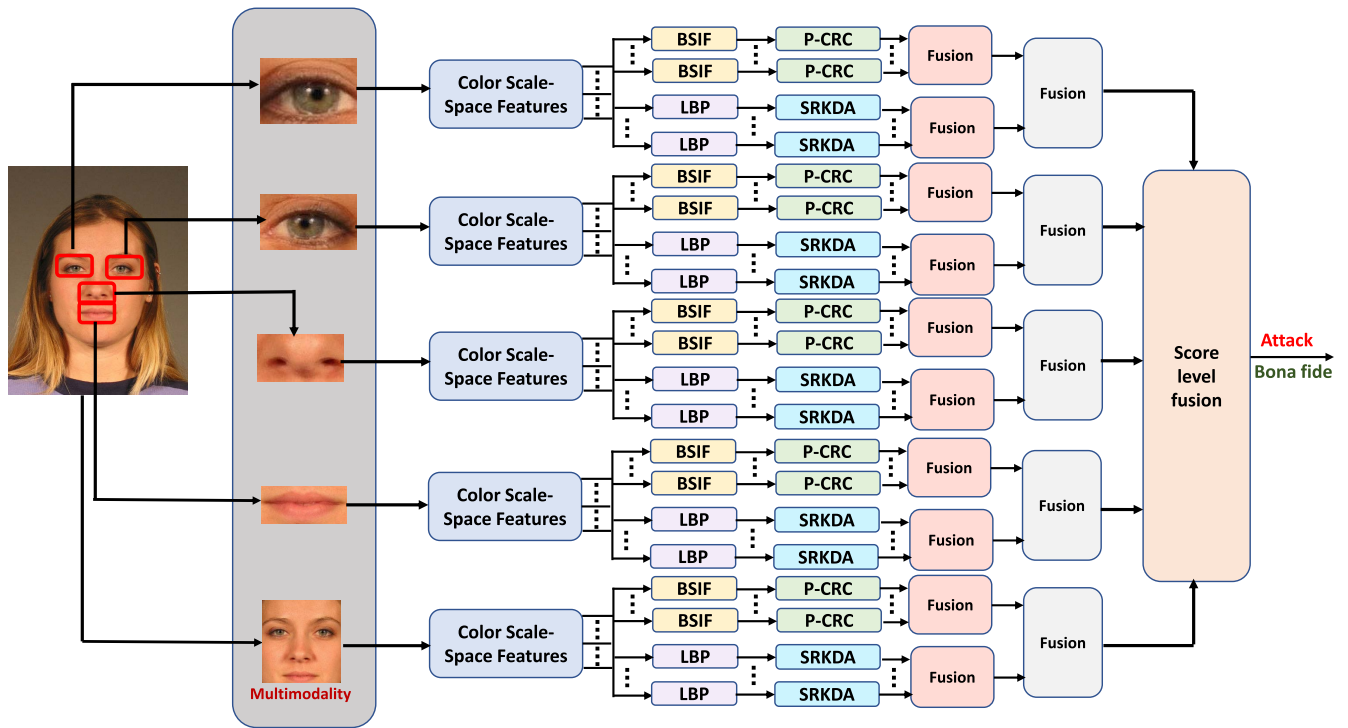 BSIF
P-CRC
BSIF
P-CRC
Fusion
Color Scale-
Space Features
LBP
SRKDA
LBP
SRKDA
Fusion
Fusion
BSIF
P-CRC
BSIF
P-CRC
Fusion
Color Scale-
Space Features
LBP
SRKDA
LBP
SRKDA
Fusion
Fusion
BSIF
P-CRC
BSIF
P-CRC
Fusion
Color Scale-
Space Features
LBP
SRKDA
LBP
SRKDA
Fusion
Fusion
BSIF
P-CRC
BSIF
P-CRC
Fusion
Color Scale-
Space Features
LBP
SRKDA
LBP
SRKDA
Fusion
Fusion
BSIF
P-CRC
BSIF
P-CRC
Fusion
Color Scale-
Space Features
LBP
SRKDA
LBP
SRKDA
Fusion
Fusion
Multimodality
Score
level
fusion
Attack
Bona fide